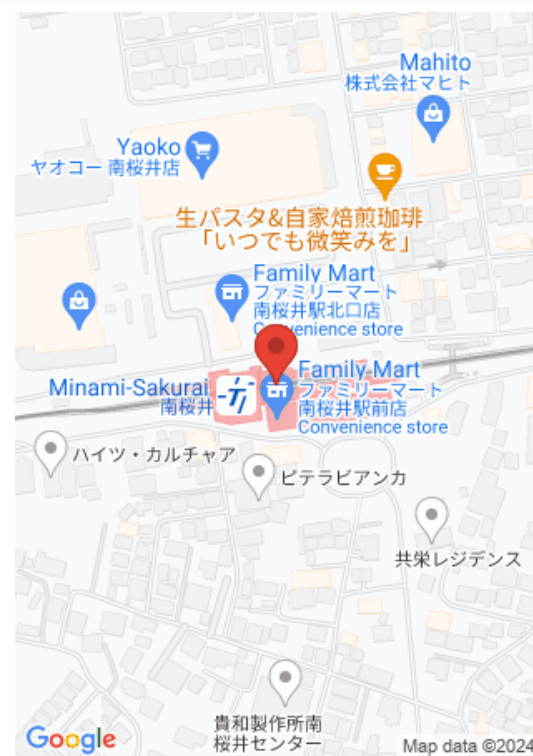 Mahito
株式会社マヒト
Yaoko
ヤオコー 南桜井店
生パスタ&自家焙煎珈琲
「いつでも微笑みを」
Family Mart
ファミリーマート
南桜井駅北口店
Convenience store
Minami-Sakurai
南桜井
Family Mart
ファミリーマート
南桜井駅前店
Convenience store
ハイツ・カルチャア
ピテラビアンカ
共栄レジデンス
貴和製作所南
桜井センター
Google
Map data ©2024